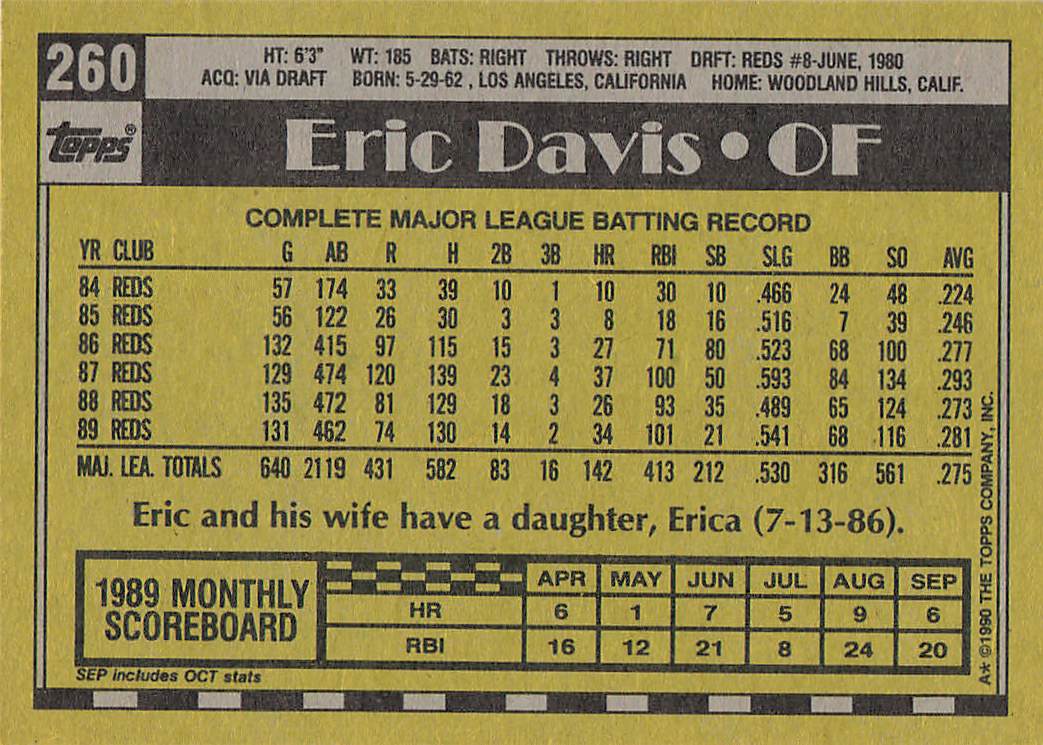 260
HT: 6'3" WT: 185 BATS: RIGHT THROWS: RIGHT DRFT: REDS #8-JUNE, 1980
ACQ: VIA DRAFT BORN: 5-29-62 , LOS ANGELES, CALIFORNIA HOME: WOODLAND HILLS, CALIF.
topps®
Eric Davis • OF
COMPLETE MAJOR LEAGUE BATTING RECORD
YR CLUB G AB R H 2B 3B HR RBI SB SLG BB SO AVG
84 REDS 57 174 33 39 10 1 10 30 10 .466 24 48 .224
85 REDS 56 122 26 30 3 3 8 18 16 .516 7 39 .246
86 REDS 132 415 97 115 15 3 27 71 80 .523 68 100 .277
87 REDS 129 474 120 139 23 4 37 100 50 .593 84 134 .293
88 REDS 135 472 81 129 18 3 26 93 35 .489 65 124 .273
89 REDS 131 462 74 130 14 2 34 101 21 .541 68 116 .281
MAJ. LEA. TOTALS 640 2119 431 582 83 16 142 413 212 .530 316 561 .275
Eric and his wife have a daughter, Erica (7-13-86).
1989 MONTHLY
SCOREBOARD
APR MAY JUN JUL AUG SEP
HR 6 1 7 5 9 6
RBI 16 12 21 8 24 20
SEP includes OCT stats
A* ©1990 THE TOPPS COMPANY, INC.